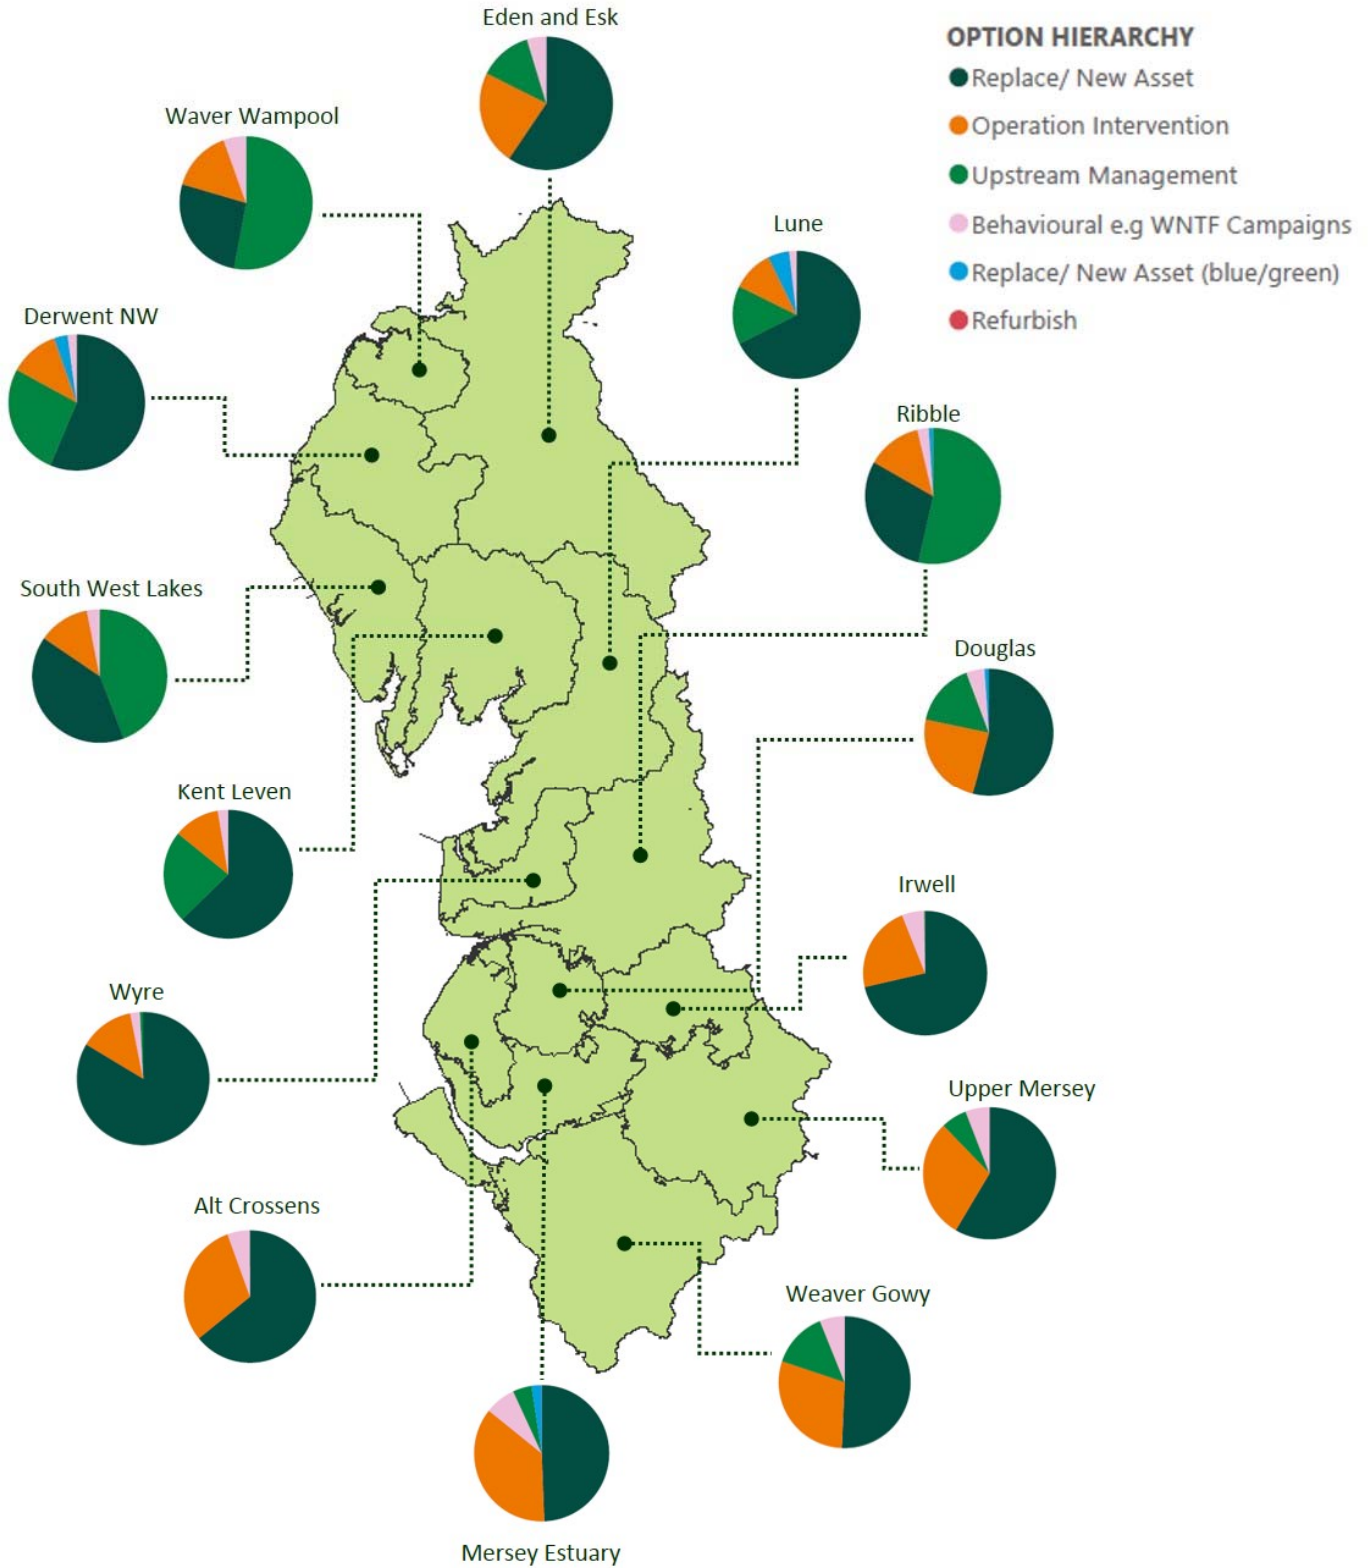 Eden and Esk
OPTION HIERARCHY
Replace/ New Asset
Operation Intervention
Upstream Management
Behavioural e.g WNTF Campaigns
Replace/ New Asset (blue/green)
Refurbish
Waver Wampool
Lune
Derwent NW
Ribble
South West Lakes
Douglas
Kent Leven
Irwell
Wyre
Upper Mersey
Alt Crossens
Weaver Gowy
Mersey Estuary